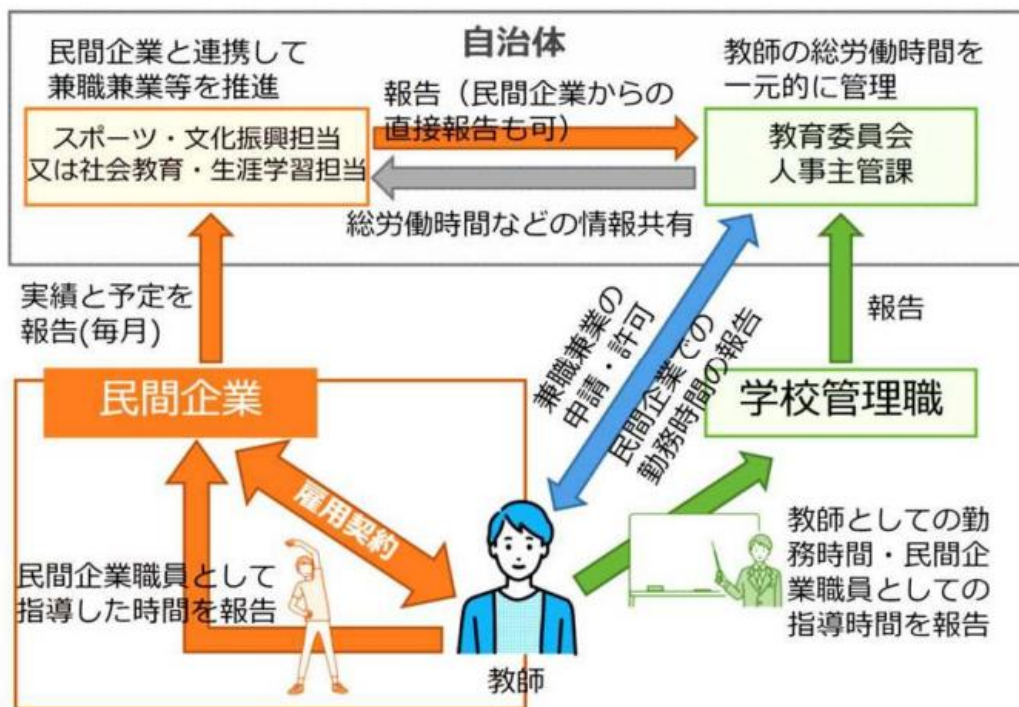 自治体
民間企業と連携して
兼職兼業等を推進
スポーツ・文化振興担当
又は社会教育・生涯学習担当
報告（民間企業からの
直接報告も可）
総労働時間などの情報共有
教師の総労働時間を
一元的に管理
教育委員会
人事主管課
実績と予定を
報告(毎月)
兼職兼業の
申請・許可
民間企業での
勤務時間の報告
報告
民間企業
学校管理職
雇用契約
民間企業職員として
指導した時間を報告
教師
教師としての勤
務時間・民間企
業職員としての
指導時間を報告